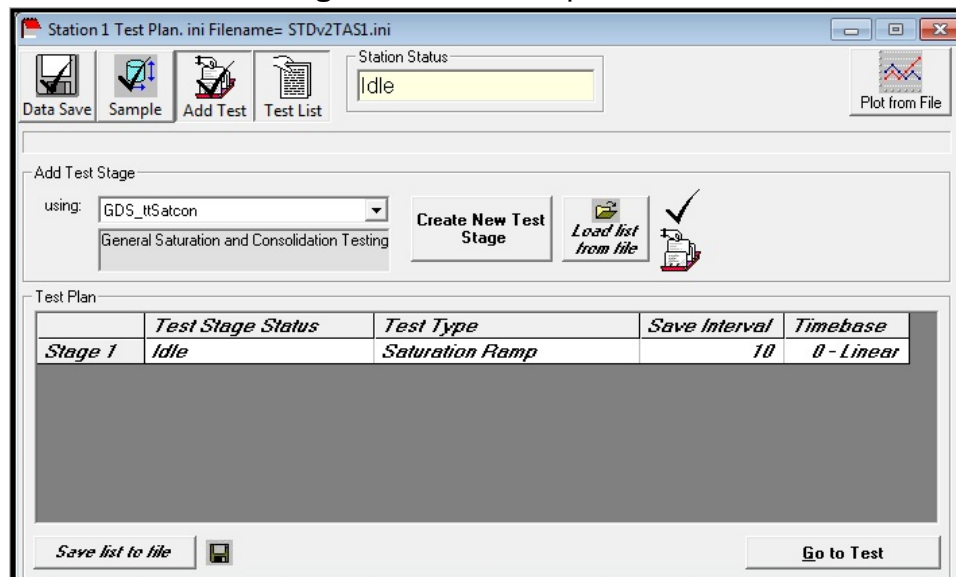 Station 1 Test Plan. ini Filename= STDv2TAS1.ini
Data Save Sample Add Test Test List
Station Status
Idle
Plot from File
Add Test Stage
using: GDS_ttSatcon
General Saturation and Consolidation Testing
Create New Test Stage
Load list from file
Test Plan
Test Stage Status Test Type Save Interval Timebase
Stage 1 Idle Saturation Ramp 10 0 - Linear
Save list to file
Go to Test